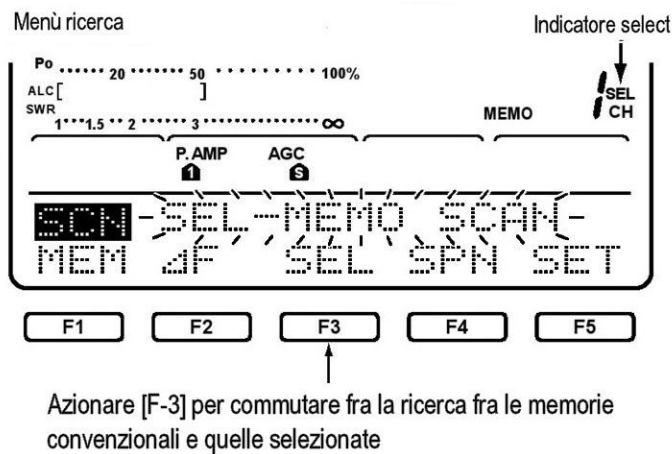 Menù ricerca
Indicatore select
Po 20 50 100%
ALC
SWR
1 1.5 2 3 ∞
MEMO
1 SEL
CH
P.AMP AGC
1 S
SCN -SEL-MEMO SCAN-
MEM ⊿F SEL SPN SET
F1 F2 F3 F4 F5
Azionare [F-3] per commutare fra la ricerca fra le memorie
convenzionali e quelle selezionate